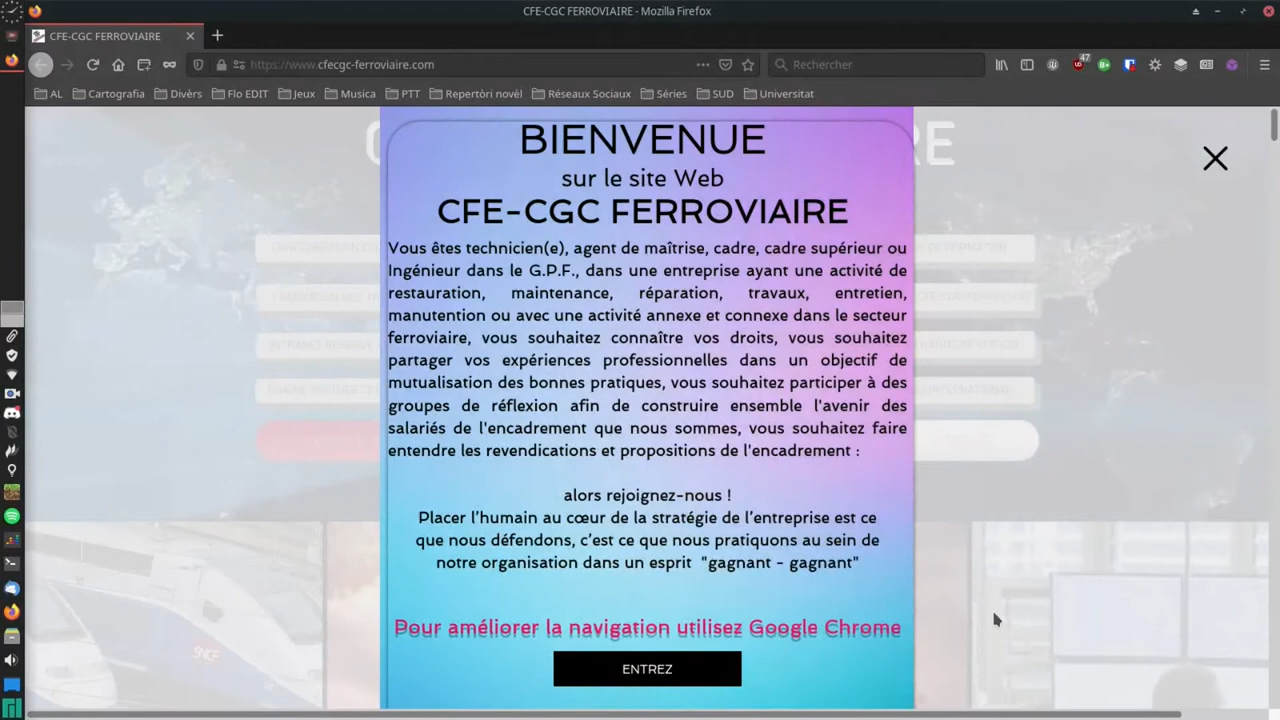 CFE-CGC FERROVIAIRE - Mozilla Firefox
CFE-CGC FERROVIAIRE
https://www.cfecgc-ferroviaire.com
Rechercher
47
AL Cartografia Divèrs Flo EDIT Jeux Musica PTT Repertòri novèl Réseaux Sociaux Séries SUD Universitat
BIENVENUE
sur le site Web
CFE-CGC FERROVIAIRE
Vous êtes technicien(e), agent de maîtrise, cadre, cadre supérieur ou
Ingénieur dans le G.P.F., dans une entreprise ayant une activité de
restauration, maintenance, réparation, travaux, entretien,
manutention ou avec une activité annexe et connexe dans le secteur
ferroviaire, vous souhaitez connaître vos droits, vous souhaitez
partager vos expériences professionnelles dans un objectif de
mutualisation des bonnes pratiques, vous souhaitez participer à des
groupes de réflexion afin de construire ensemble l'avenir des
salariés de l'encadrement que nous sommes, vous souhaitez faire
entendre les revendications et propositions de l'encadrement :
alors rejoignez-nous !
Placer l’humain au cœur de la stratégie de l’entreprise est ce
que nous défendons, c’est ce que nous pratiquons au sein de
notre organisation dans un esprit "gagnant - gagnant"
Pour améliorer la navigation utilisez Google Chrome
ENTREZ
SNCF